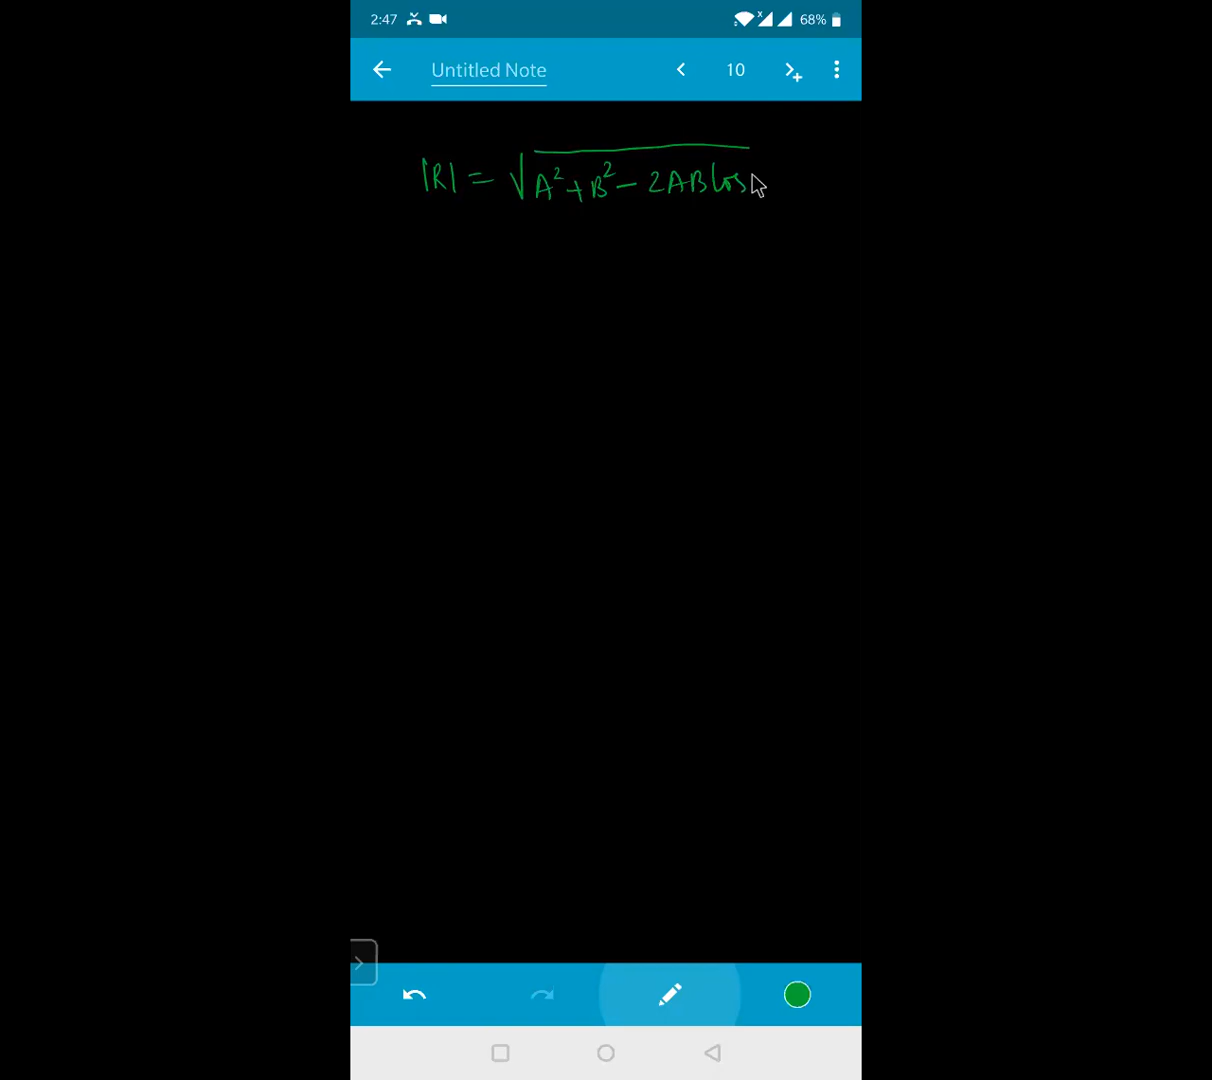 2:47 68%
Untitled Note 10
|R| = √A²+B²-2ABCos